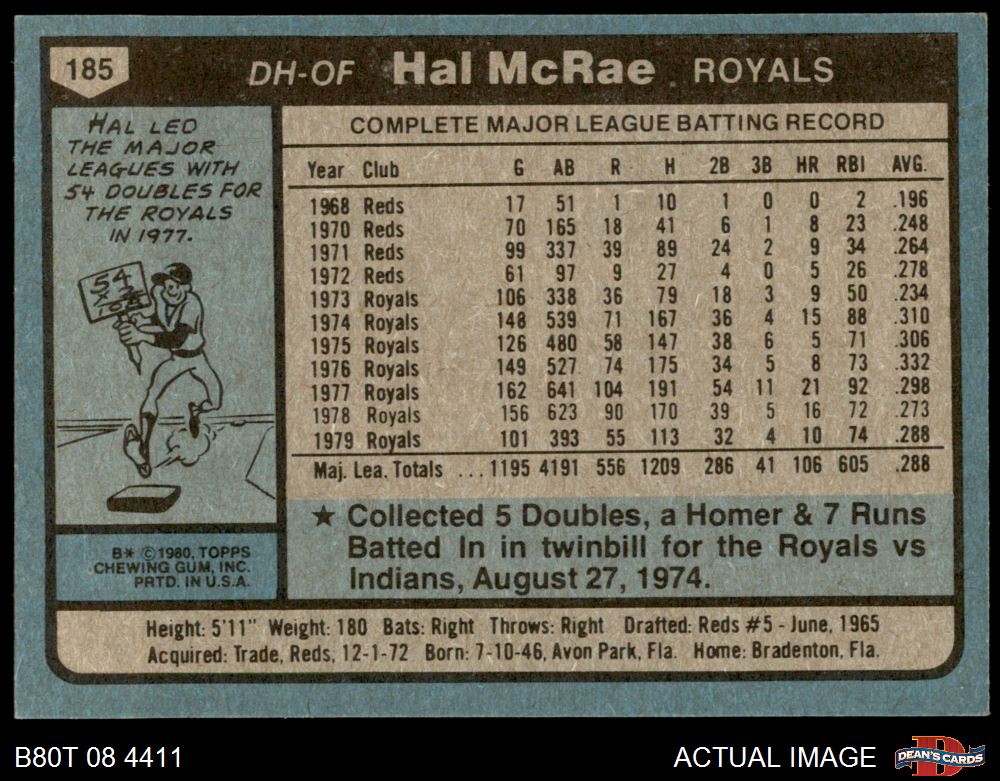 185 DH-OF Hal McRae ROYALS
HAL LED
THE MAJOR
LEAGUES WITH
54 DOUBLES FOR
THE ROYALS
IN 1977.
54
B* © 1980, TOPPS
CHEWING GUM, INC.
PRTD. IN U.S.A.
COMPLETE MAJOR LEAGUE BATTING RECORD
Year Club G AB R H 2B 3B HR RBI AVG.
1968 Reds 17 51 1 10 1 0 0 2 .196
1970 Reds 70 165 18 41 6 1 8 23 .248
1971 Reds 99 337 39 89 24 2 9 34 .264
1972 Reds 61 97 9 27 4 0 5 26 .278
1973 Royals 106 338 36 79 18 3 9 50 .234
1974 Royals 148 539 71 167 36 4 15 88 .310
1975 Royals 126 480 58 147 38 6 5 71 .306
1976 Royals 149 527 74 175 34 5 8 73 .332
1977 Royals 162 641 104 191 54 11 21 92 .298
1978 Royals 156 623 90 170 39 5 16 72 .273
1979 Royals 101 393 55 113 32 4 10 74 .288
Maj. Lea. Totals ...1195 4191 556 1209 286 41 106 605 .288
★ Collected 5 Doubles, a Homer & 7 Runs
Batted In in twinbill for the Royals vs
Indians, August 27, 1974.
Height: 5'11" Weight: 180 Bats: Right Throws: Right Drafted: Reds #5 - June, 1965
Acquired: Trade, Reds, 12-1-72 Born: 7-10-46, Avon Park, Fla. Home: Bradenton, Fla.
B80T 08 4411
ACTUAL IMAGE
D
DEAN'S CARDS